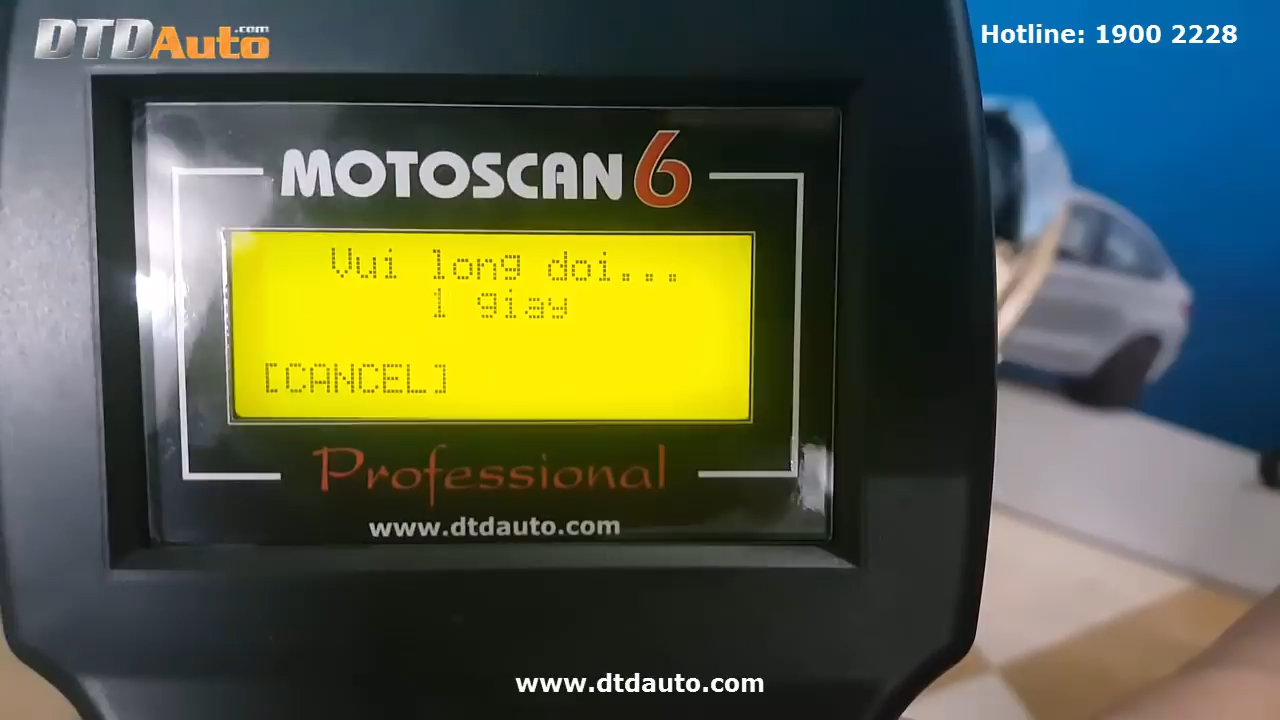 DTDAuto.com
Hotline: 1900 2228
MOTOSCAN 6
Vui long doi...
1 giay
[CANCEL]
Professional
www.dtdauto.com
www.dtdauto.com